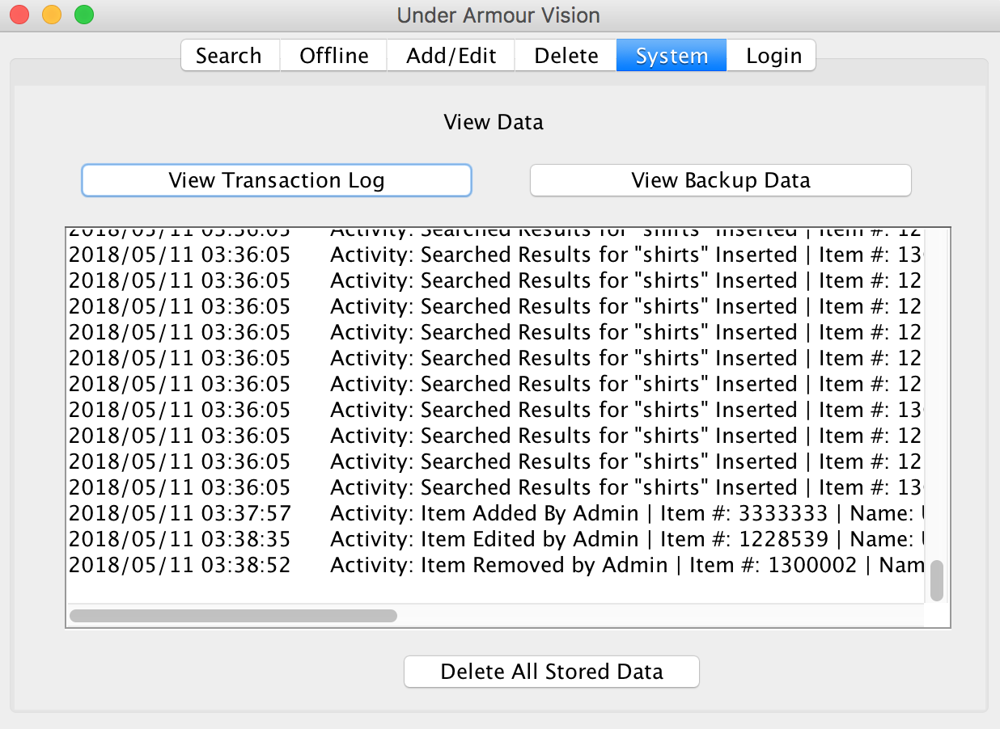 Under Armour Vision
Search Offline Add/Edit Delete System Login
View Data
View Transaction Log View Backup Data
2018/05/11 03:36:05 Activity: Searched Results for "shirts" Inserted | Item #: 12
2018/05/11 03:36:05 Activity: Searched Results for "shirts" Inserted | Item #: 13
2018/05/11 03:36:05 Activity: Searched Results for "shirts" Inserted | Item #: 12
2018/05/11 03:36:05 Activity: Searched Results for "shirts" Inserted | Item #: 12
2018/05/11 03:36:05 Activity: Searched Results for "shirts" Inserted | Item #: 12
2018/05/11 03:36:05 Activity: Searched Results for "shirts" Inserted | Item #: 12
2018/05/11 03:36:05 Activity: Searched Results for "shirts" Inserted | Item #: 12
2018/05/11 03:36:05 Activity: Searched Results for "shirts" Inserted | Item #: 13
2018/05/11 03:36:05 Activity: Searched Results for "shirts" Inserted | Item #: 12
2018/05/11 03:36:05 Activity: Searched Results for "shirts" Inserted | Item #: 12
2018/05/11 03:36:05 Activity: Searched Results for "shirts" Inserted | Item #: 13
2018/05/11 03:37:57 Activity: Item Added By Admin | Item #: 3333333 | Name:
2018/05/11 03:38:35 Activity: Item Edited by Admin | Item #: 1228539 | Name:
2018/05/11 03:38:52 Activity: Item Removed by Admin | Item #: 1300002 | Nam
Delete All Stored Data